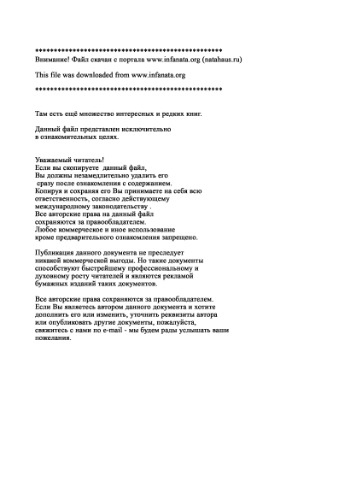 ****************************************************
Внимание! Файл скачан с портала www.infanata.org (natahaus.ru)
This file was downloaded from www.infanata.org
****************************************************
Там есть ещё множество интересных и редких книг.
Данный файл представлен исключительно
в ознакомительных целях.
Уважаемый читатель!
Если вы скопируете данный файл,
Вы должны незамедлительно удалить его
сразу после ознакомления с содержанием.
Копируя и сохраняя его Вы принимаете на себя всю
ответственность, согласно действующему
международному законодательству .
Все авторские права на данный файл
сохраняются за правообладателем.
Любое коммерческое и иное использование
кроме предварительного ознакомления запрещено.
Публикация данного документа не преследует
никакой коммерческой выгоды. Но такие документы
способствуют быстрейшему профессиональному и
духовному росту читателей и являются рекламой
бумажных изданий таких документов.
Все авторские права сохраняются за правообладателем.
Если Вы являетесь автором данного документа и хотите
дополнить его или изменить, уточнить реквизиты автора
или опубликовать другие документы, пожалуйста,
свяжитесь с нами по e-mail - мы будем рады услышать ваши
пожелания.